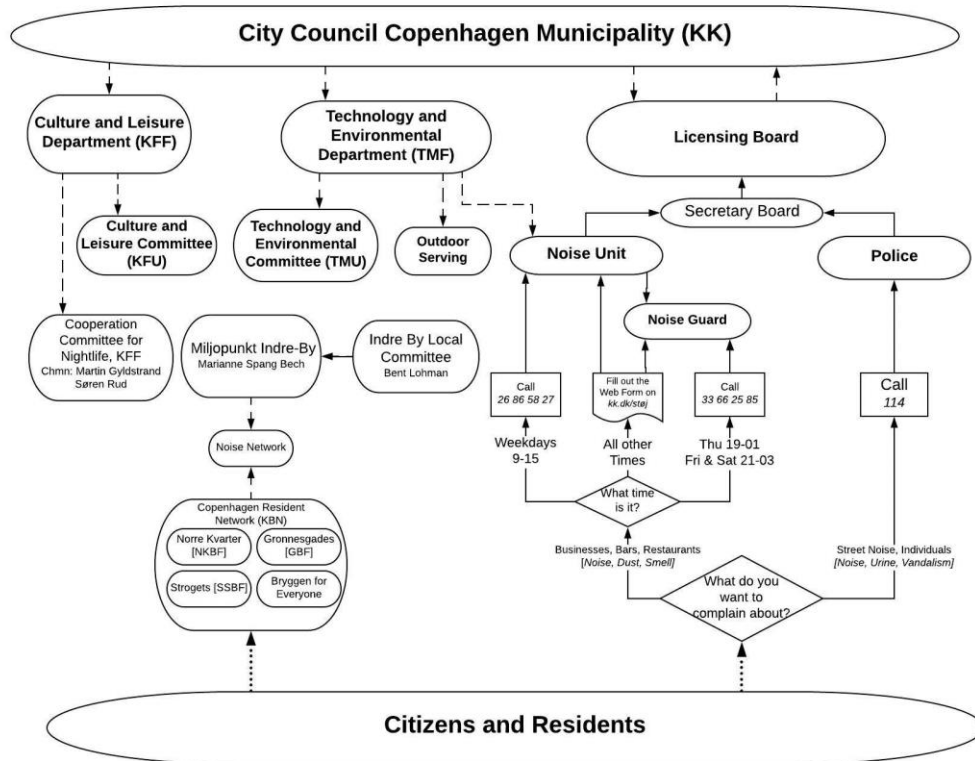 City Council Copenhagen Municipality (KK)
Culture and Leisure
Department (KFF)
Technology and
Environmental
Department (TMF)
Licensing Board
Secretary Board
Culture and
Leisure Committee
(KFU)
Technology and
Environmental
Committee (TMU)
Outdoor
Serving
Noise Unit
Police
Noise Guard
Cooperation
Committee for
Nightlife, KFF
Chmn: Martin Gyldstrand
Søren Rud
Miljopunkt Indre-By
Marianne Spang Bech
Indre By Local
Committee
Bent Lohman
Call
26 86 58 27
Fill out the
Web Form on
kk.dk/støj
Call
33 66 25 85
Call
114
Weekdays
9-15
All other
Times
Thu 19-01
Fri & Sat 21-03
Noise Network
What time
is it?
Copenhagen Resident
Network (KBN)
Norre Kvarter
[NKBF]
Gronnesgades
[GBF]
Strogets [SSBF]
Bryggen for
Everyone
Businesses, Bars, Restaurants
[Noise, Dust, Smell]
Street Noise, Individuals
[Noise, Urine, Vandalism]
What do you
want to
complain about?
Citizens and Residents